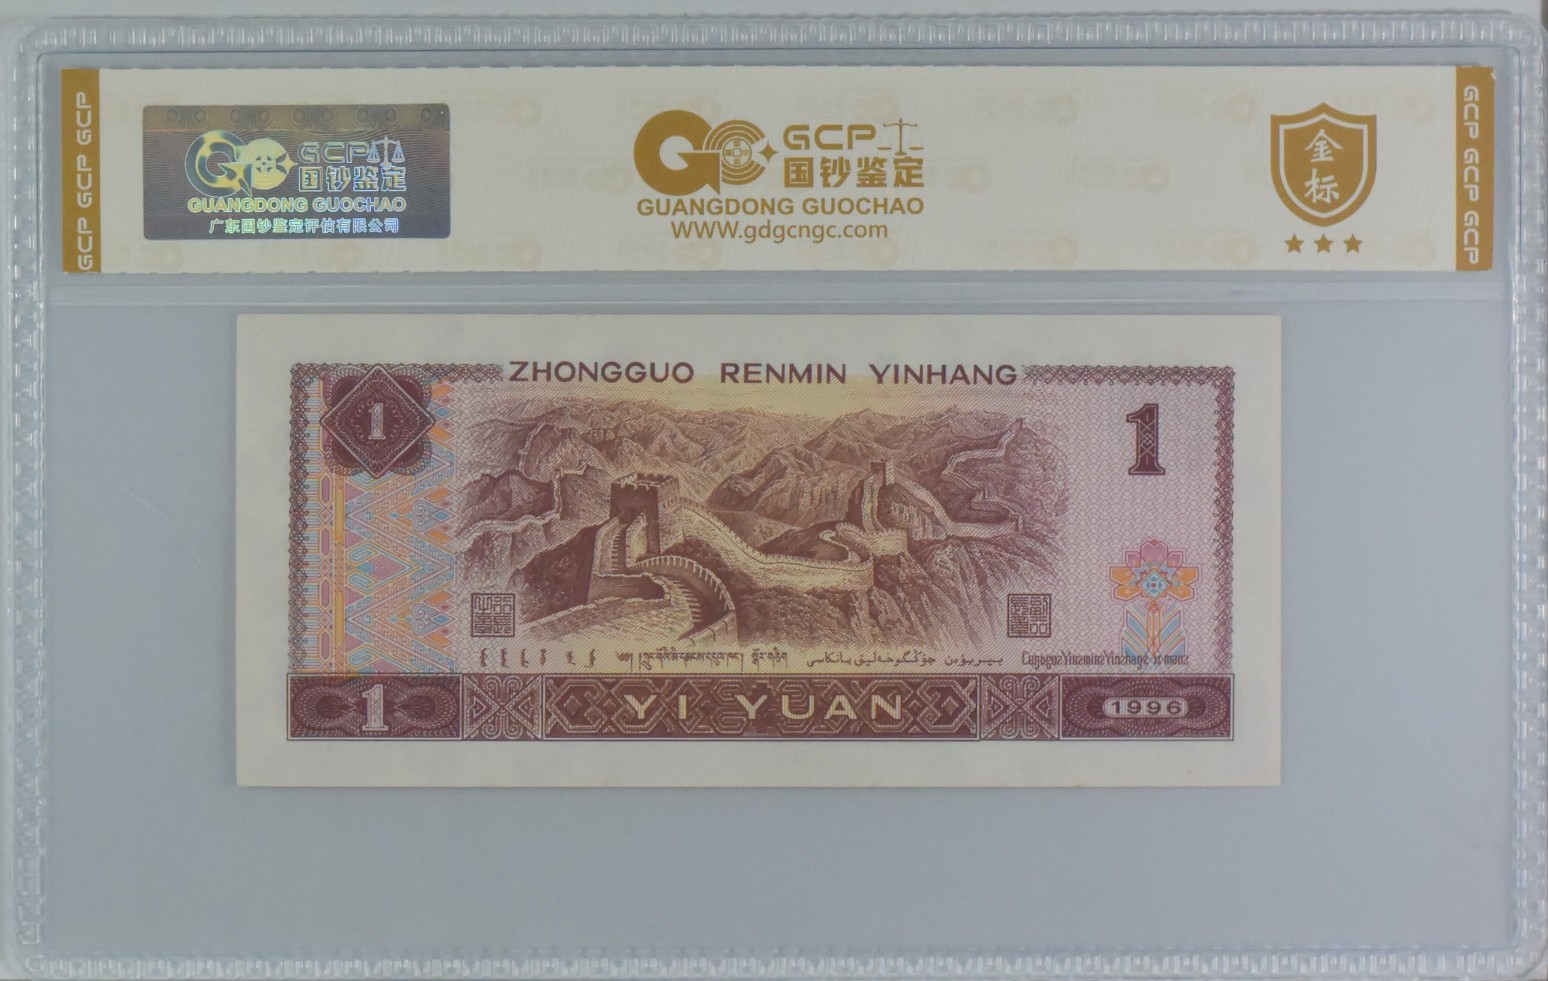 GCP GCP GCP
GCP
国钞鉴定
GUANGDONG GUOCHAO
广东国钞鉴定评估有限公司
GCP
国钞鉴定
GUANGDONG GUOCHAO
WWW.gdgcngc.com
金
标
GCP GCP GCP
ZHONGGUO RENMIN YINHANG
1
1
1
YI YUAN
1996